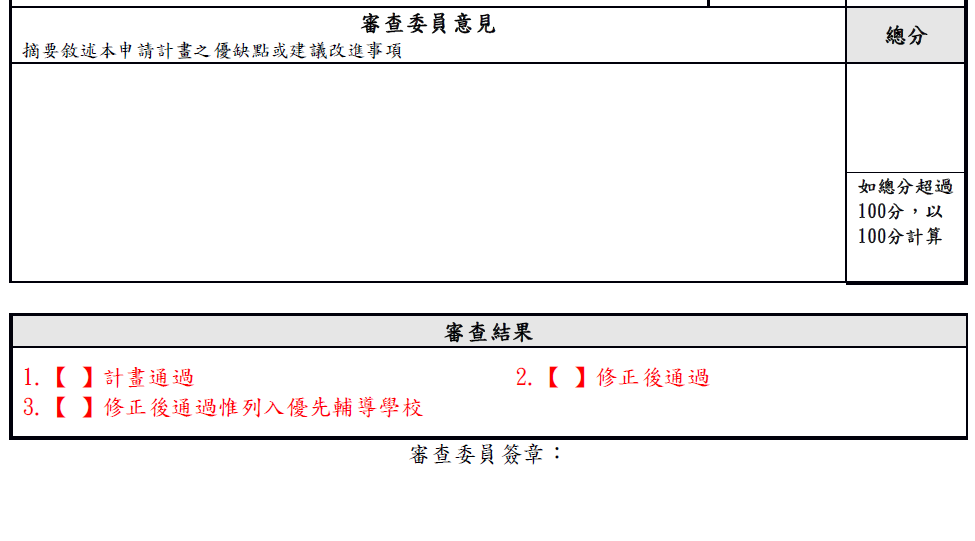 審查委員意見
摘要敘述本申請計畫之優缺點或建議改進事項
總分
如總分超過
100分，以
100分計算
審查結果
1.【 】計畫通過 2.【 】修正後通過
3.【 】修正後通過惟列入優先輔導學校
審查委員簽章：